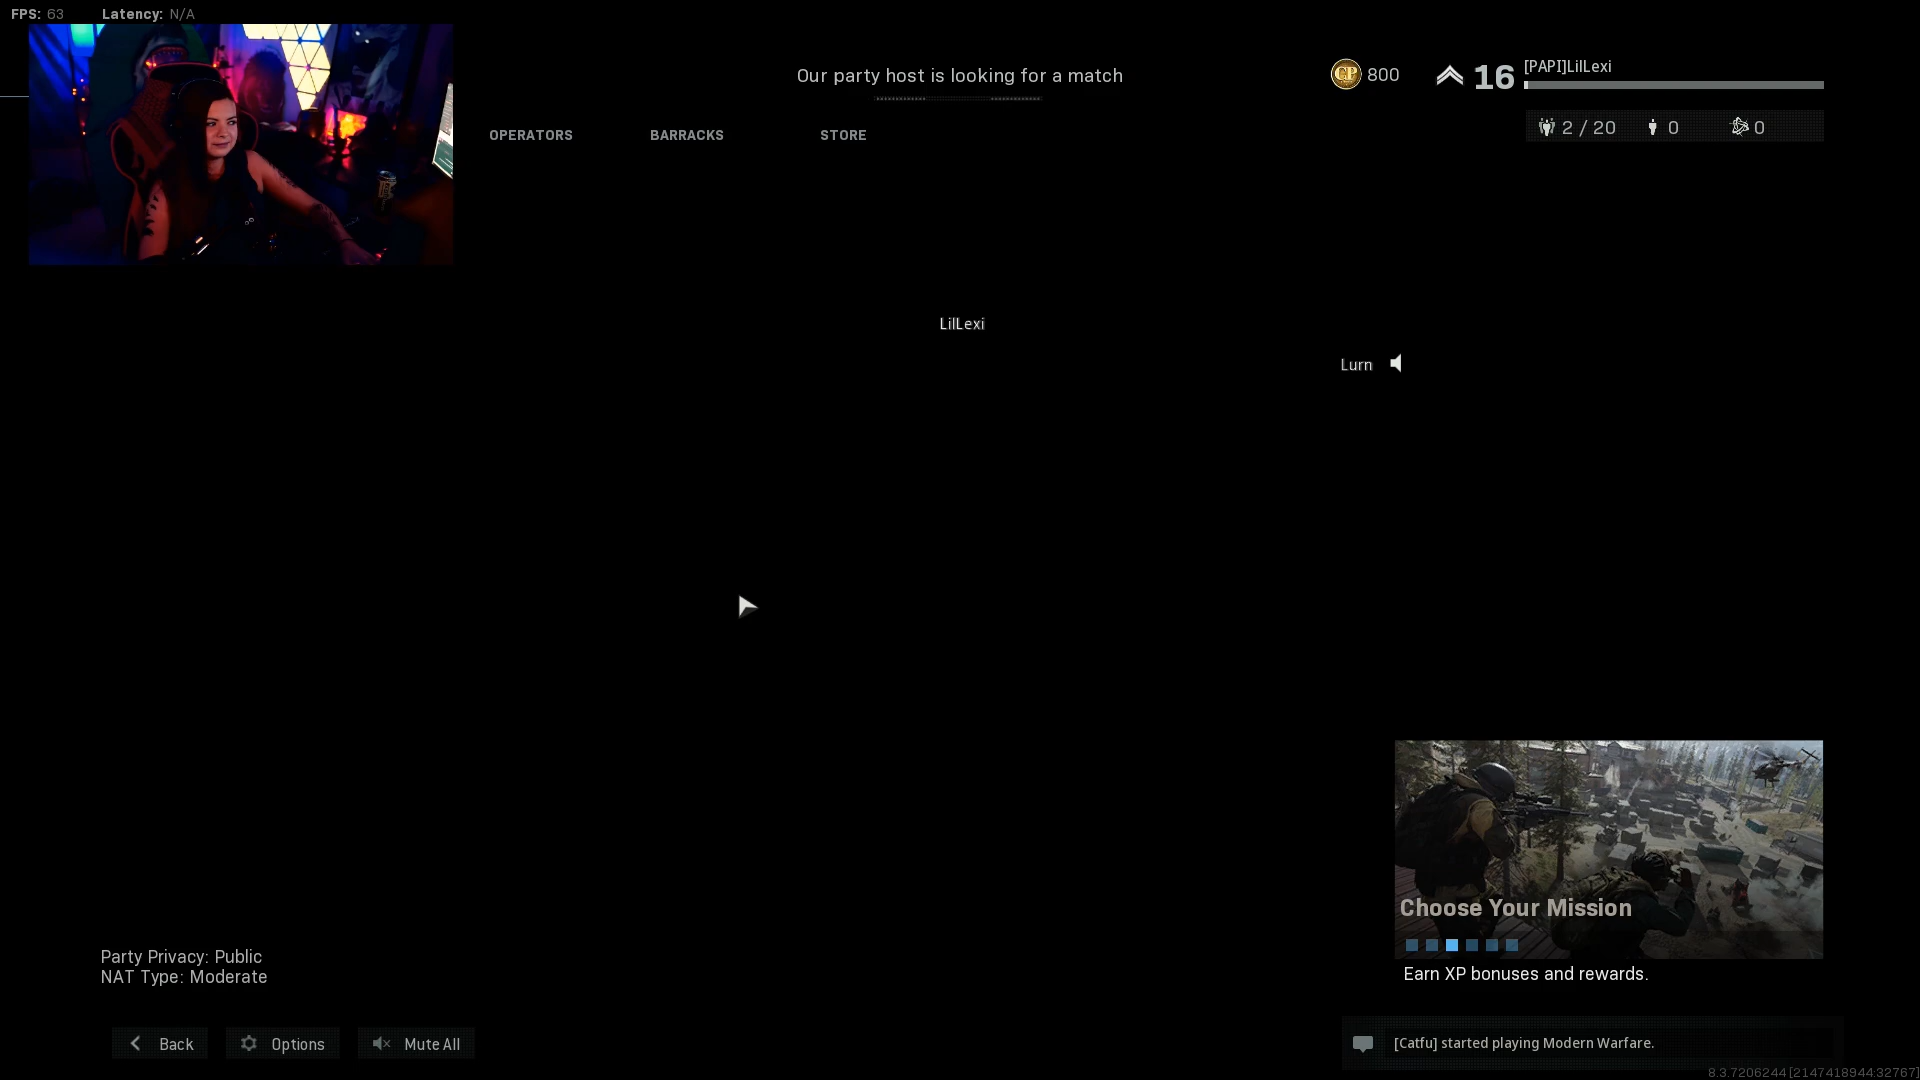 FPS: 63 Latency: N/A
Our party host is looking for a match
CP 800
16
[PAPI]LilLexi
2 / 20 0 0
OPERATORS BARRACKS STORE
LilLexi
Lurn
Choose Your Mission
Earn XP bonuses and rewards.
Party Privacy: Public
NAT Type: Moderate
Back Options Mute All
[Catfu] started playing Modern Warfare.
8.3.7206244 [2147418944:32767]